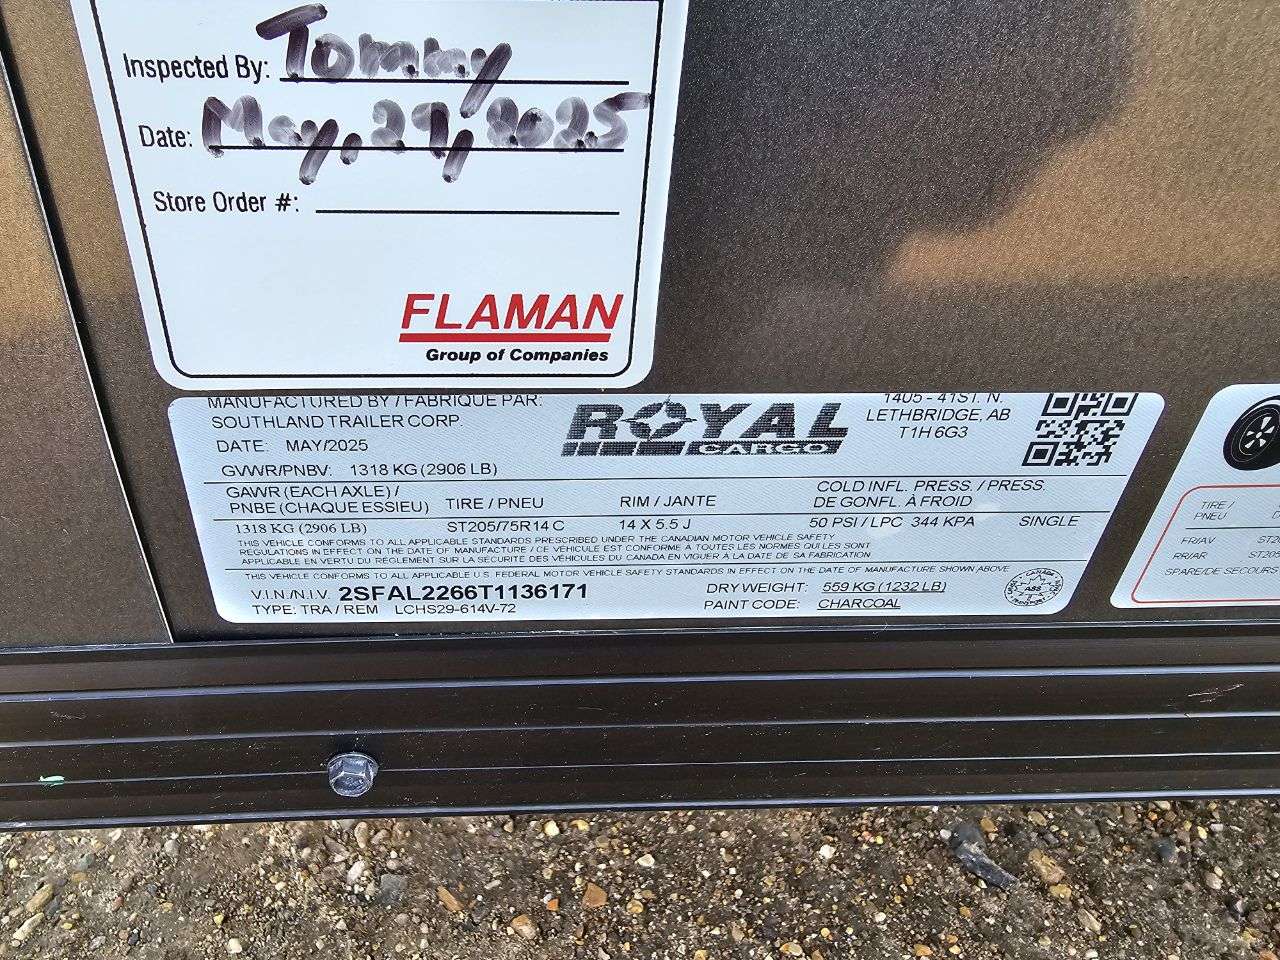 Inspected By: Tommy
Date: May, 29, 2025
Store Order #:
FLAMAN
Group of Companies
MANUFACTURED BY / FABRIQUE PAR:
SOUTHLAND TRAILER CORP.
DATE: MAY/2025
GVWR/PNBV: 1318 KG (2906 LB)
ROYAL
CARGO
1405 - 41ST. N.
LETHBRIDGE, AB
T1H 6G3
GAWR (EACH AXLE) /
PNBE (CHAQUE ESSIEU) TIRE / PNEU RIM / JANTE COLD INFL. PRESS. / PRESS.
DE GONFL. À FROID
1318 KG (2906 LB) ST205/75R14 C 14 X 5.5 J 50 PSI / LPC 344 KPA SINGLE
THIS VEHICLE CONFORMS TO ALL APPLICABLE STANDARDS PRESCRIBED UNDER THE CANADIAN MOTOR VEHICLE SAFETY
REGULATIONS IN EFFECT ON THE DATE OF MANUFACTURE / CE VÉHICULE EST CONFORME A TOUTES LES NORMES QUI LES SONT
APPLICABLE EN VERTU DU RÈGLEMENT SUR LA SÉCURITÉ DES VÉHICULES DU CANADA EN VIGUER À LA DATE DE SA FABRICATION
THIS VEHICLE CONFORMS TO ALL APPLICABLE U.S. FEDERAL MOTOR VEHICLE SAFETY STANDARDS IN EFFECT ON THE DATE OF MANUFACTURE SHOWN ABOVE
V.I.N./N.I.V. 2SFAL2266T1136171 DRY WEIGHT: 559 KG (1232 LB)
TYPE: TRA / REM LCHS29-614V-72 PAINT CODE: CHARCOAL
CANADA
TRANSPORT
TIRE /
PNEU
FR/AV ST20
RR/AR ST205
SPARE/DE SECOURS